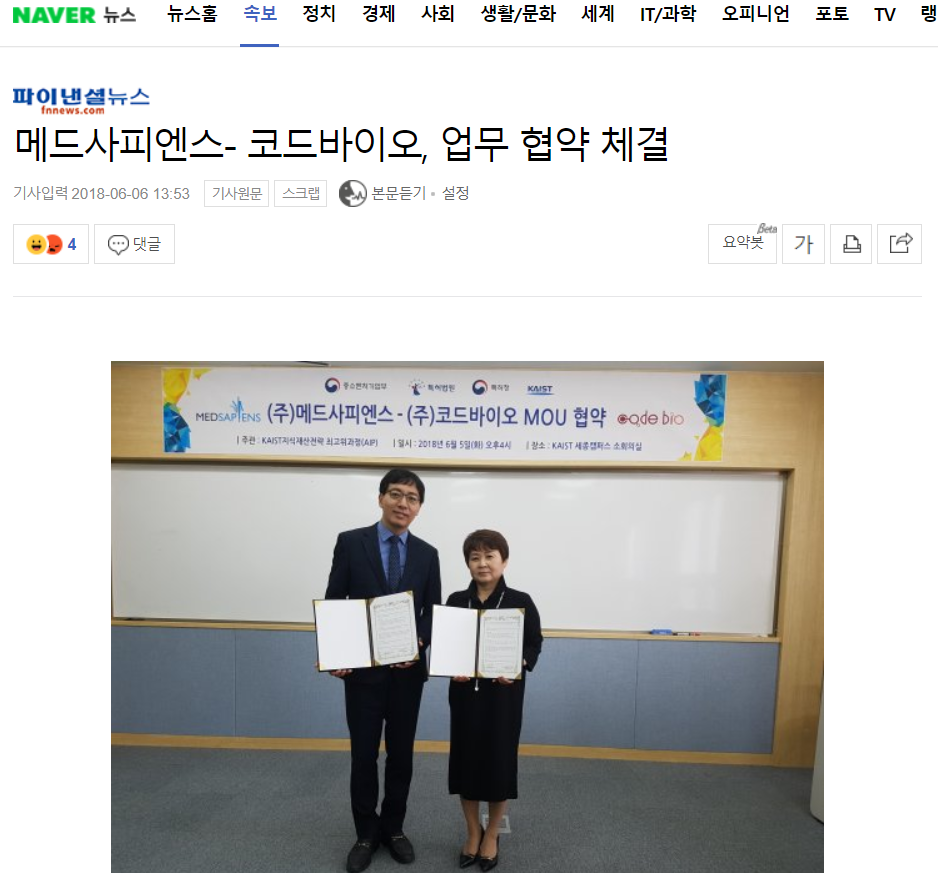 NAVER 뉴스 뉴스홈 속보 정치 경제 사회 생활/문화 세계 IT/과학 오피니언 포토 TV 랭
파이낸셜뉴스
fnnews.com
메드사피엔스- 코드바이오, 업무 협약 체결
기사입력 2018-06-06 13:53 기사원문 스크랩 본문듣기 · 설정
4 댓글 요약봇 Beta 가
중소벤처기업부 특허법원 특허청 KAIST
MEDSAPIENS (주)메드사피엔스 - (주)코드바이오 MOU 협약 code bio
| 주관 : KAIST지식재산전략 최고위과정(AIP) | 일시 : 2018년 6월 5일(화) 오후4시 | 장소 : KAIST 세종캠퍼스 소회의실